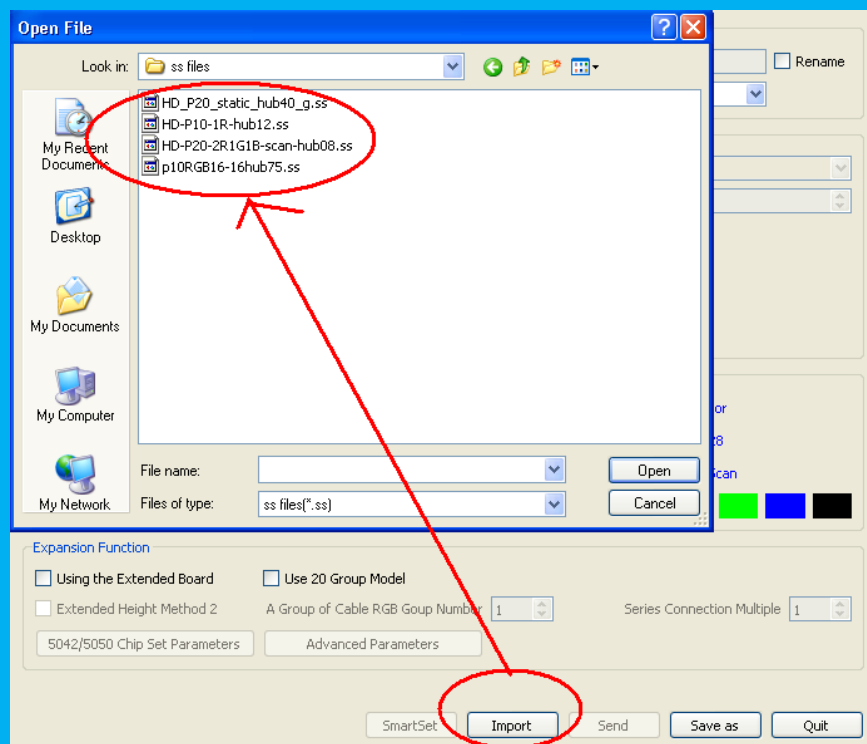 Open File
Look in: ss files
Rename
My Recent Documents
Desktop
My Documents
My Computer
My Network
HD_P20_static_hub40_g.ss
HD-P10-1R-hub12.ss
HD-P20-2R1G1B-scan-hub08.ss
p10RGB16-16hub75.ss
File name:
Open
Files of type: ss files(*.ss)
Cancel
Expansion Function
Using the Extended Board
Use 20 Group Model
Extended Height Method 2
A Group of Cable RGB Goup Number 1
Series Connection Multiple 1
5042/5050 Chip Set Parameters
Advanced Parameters
SmartSet
Import
Send
Save as
Quit